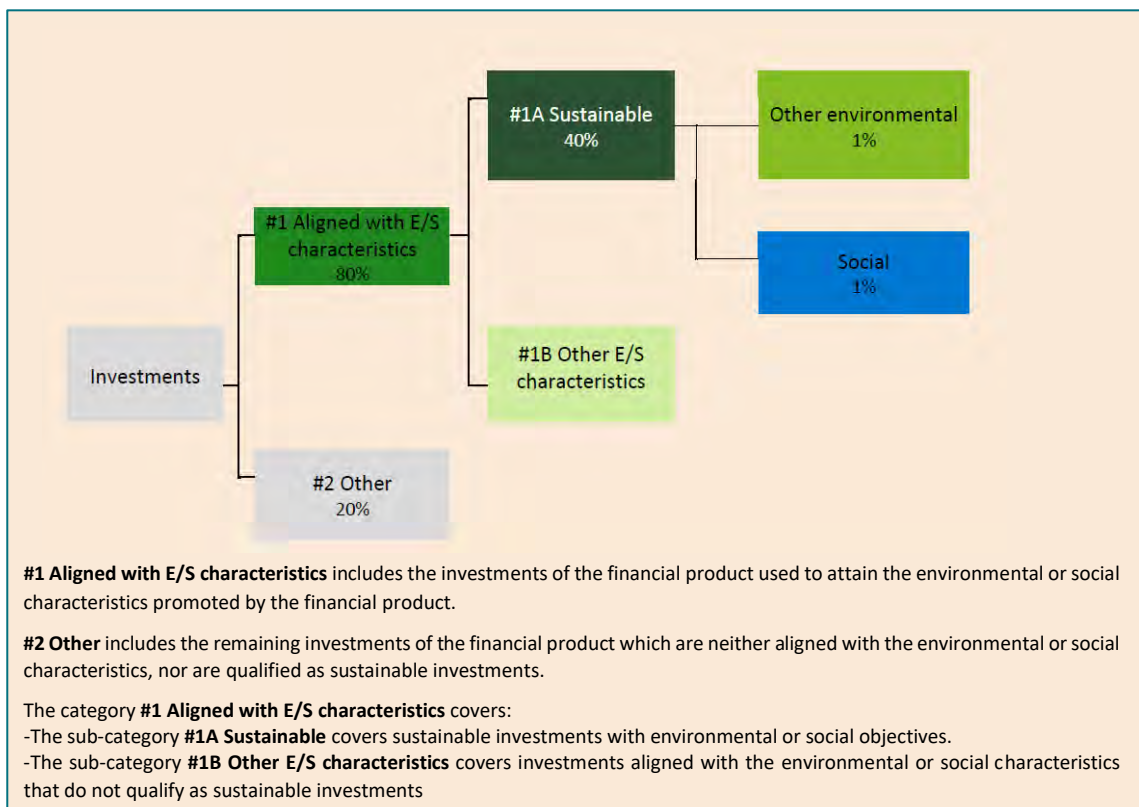 #1A Sustainable
40%
Other environmental
1%
#1 Aligned with E/S
characteristics
80%
Social
1%
Investments
#1B Other E/S
characteristics
#2 Other
20%
#1 Aligned with E/S characteristics includes the investments of the financial product used to attain the environmental or social
characteristics promoted by the financial product.
#2 Other includes the remaining investments of the financial product which are neither aligned with the environmental or social
characteristics, nor are qualified as sustainable investments.
The category #1 Aligned with E/S characteristics covers:
-The sub-category #1A Sustainable covers sustainable investments with environmental or social objectives.
-The sub-category #1B Other E/S characteristics covers investments aligned with the environmental or social characteristics
that do not qualify as sustainable investments